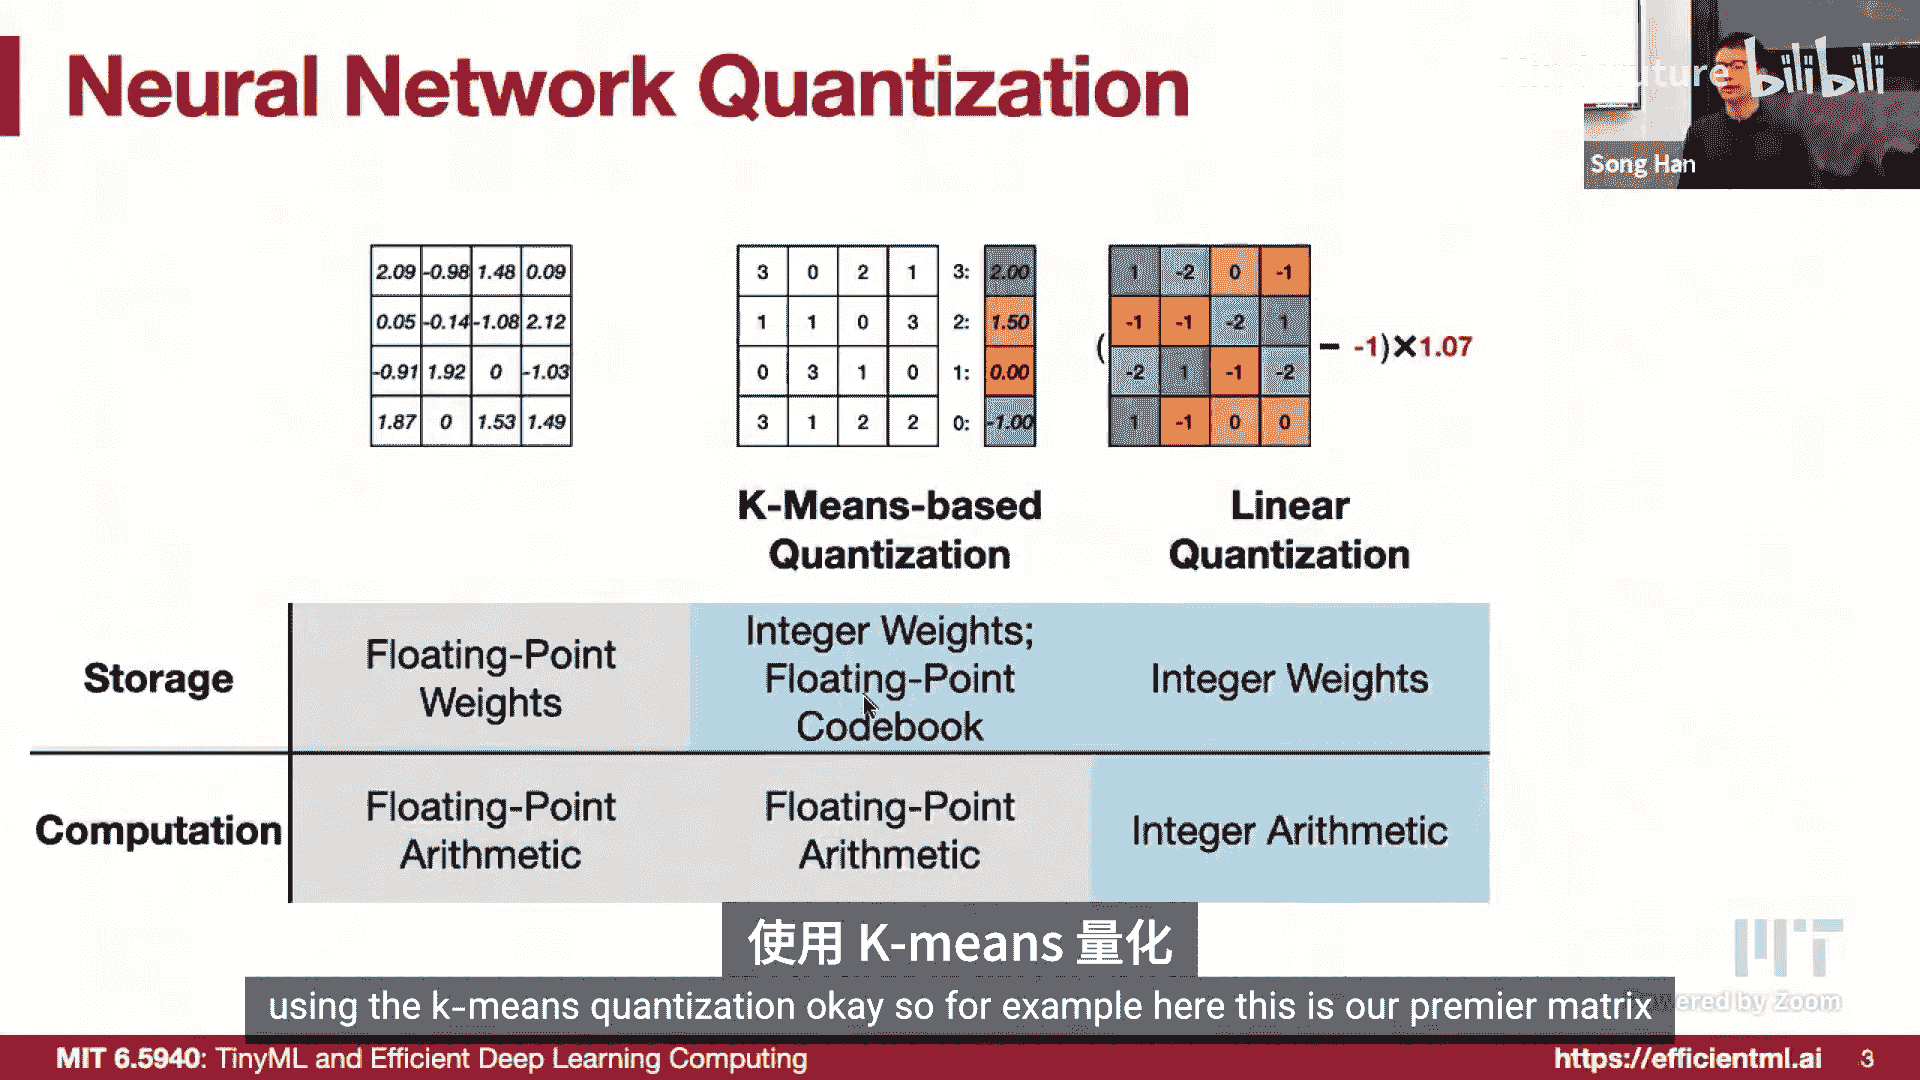 Neural Network Quantization
bilibili
Song Han
2.09 -0.98 1.48 0.09
0.05 -0.14 -1.08 2.12
-0.91 1.92 0 -1.03
1.87 0 1.53 1.49
3 0 2 1 3: 2.00
1 1 0 3 2: 1.50
0 3 1 0 1: 0.00
3 1 2 2 0: -1.00
1 -2 0 -1
-1 -1 -2 1
( - -1)×1.07
-2 1 -1 -2
1 -1 0 0
K-Means-based
Quantization
Linear
Quantization
Storage
Floating-Point
Weights
Integer Weights;
Floating-Point
Codebook
Integer Weights
Computation
Floating-Point
Arithmetic
Floating-Point
Arithmetic
Integer Arithmetic
使用 K-means 量化
using the k-means quantization okay so for example here this is our premier matrix
MIT
by Zoom
MIT 6.5940: TinyML and Efficient Deep Learning Computing
https://efficientml.ai 3